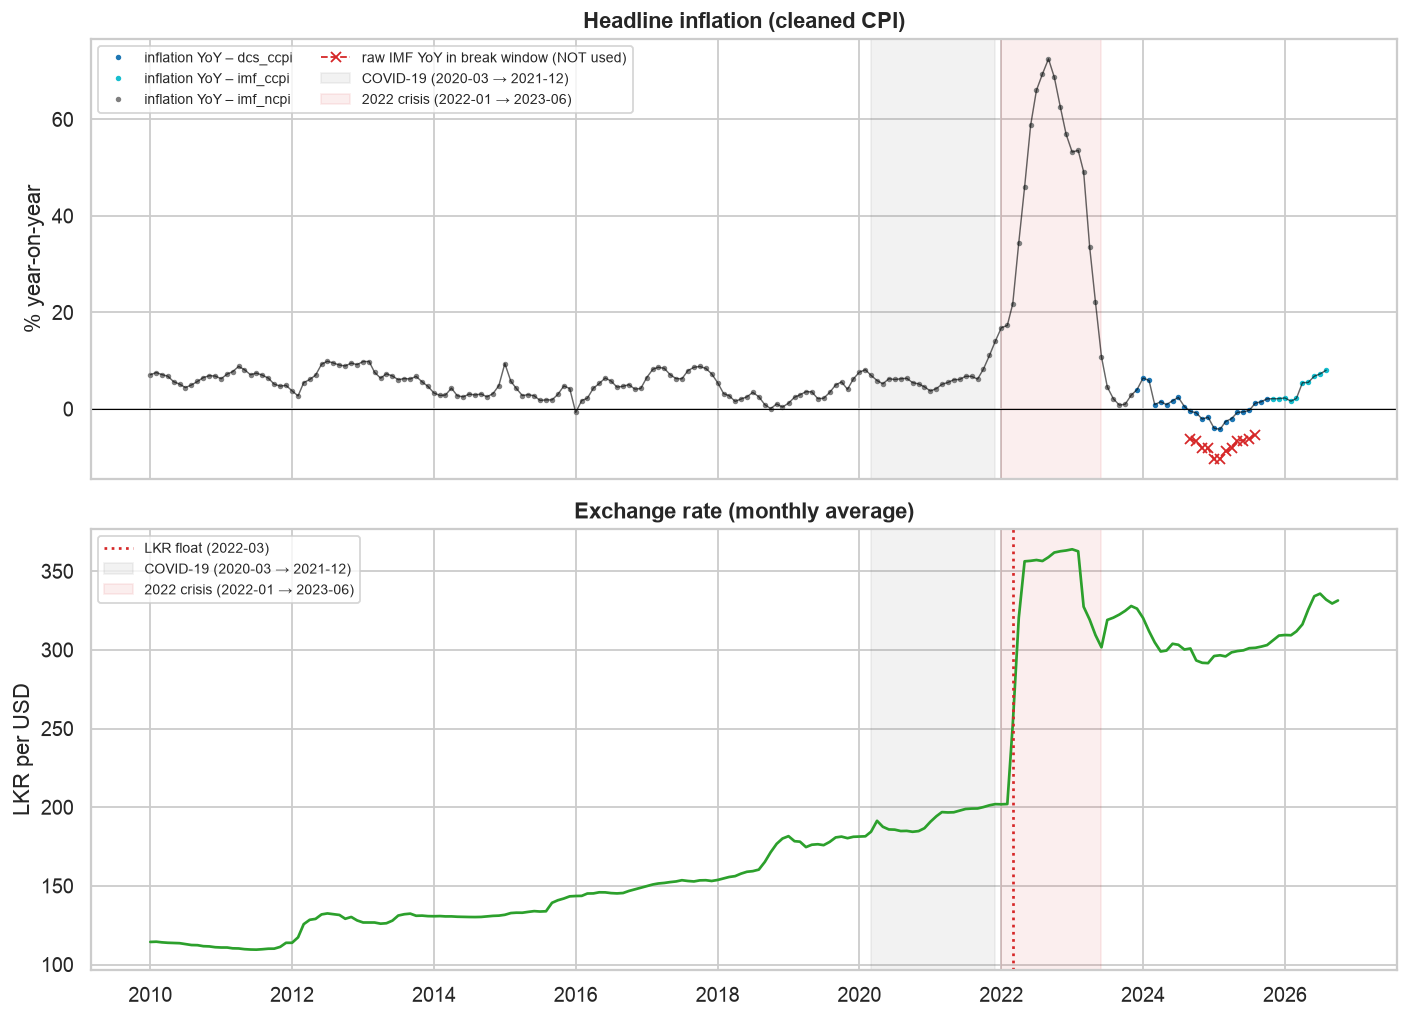 Headline inflation (cleaned CPI)
inflation YoY – dcs_ccpi
inflation YoY – imf_ccpi
inflation YoY – imf_ncpi
raw IMF YoY in break window (NOT used)
COVID-19 (2020-03 → 2021-12)
2022 crisis (2022-01 → 2023-06)
% year-on-year
60
40
20
0
Exchange rate (monthly average)
LKR float (2022-03)
COVID-19 (2020-03 → 2021-12)
2022 crisis (2022-01 → 2023-06)
LKR per USD
350
300
250
200
150
100
2010 2012 2014 2016 2018 2020 2022 2024 2026